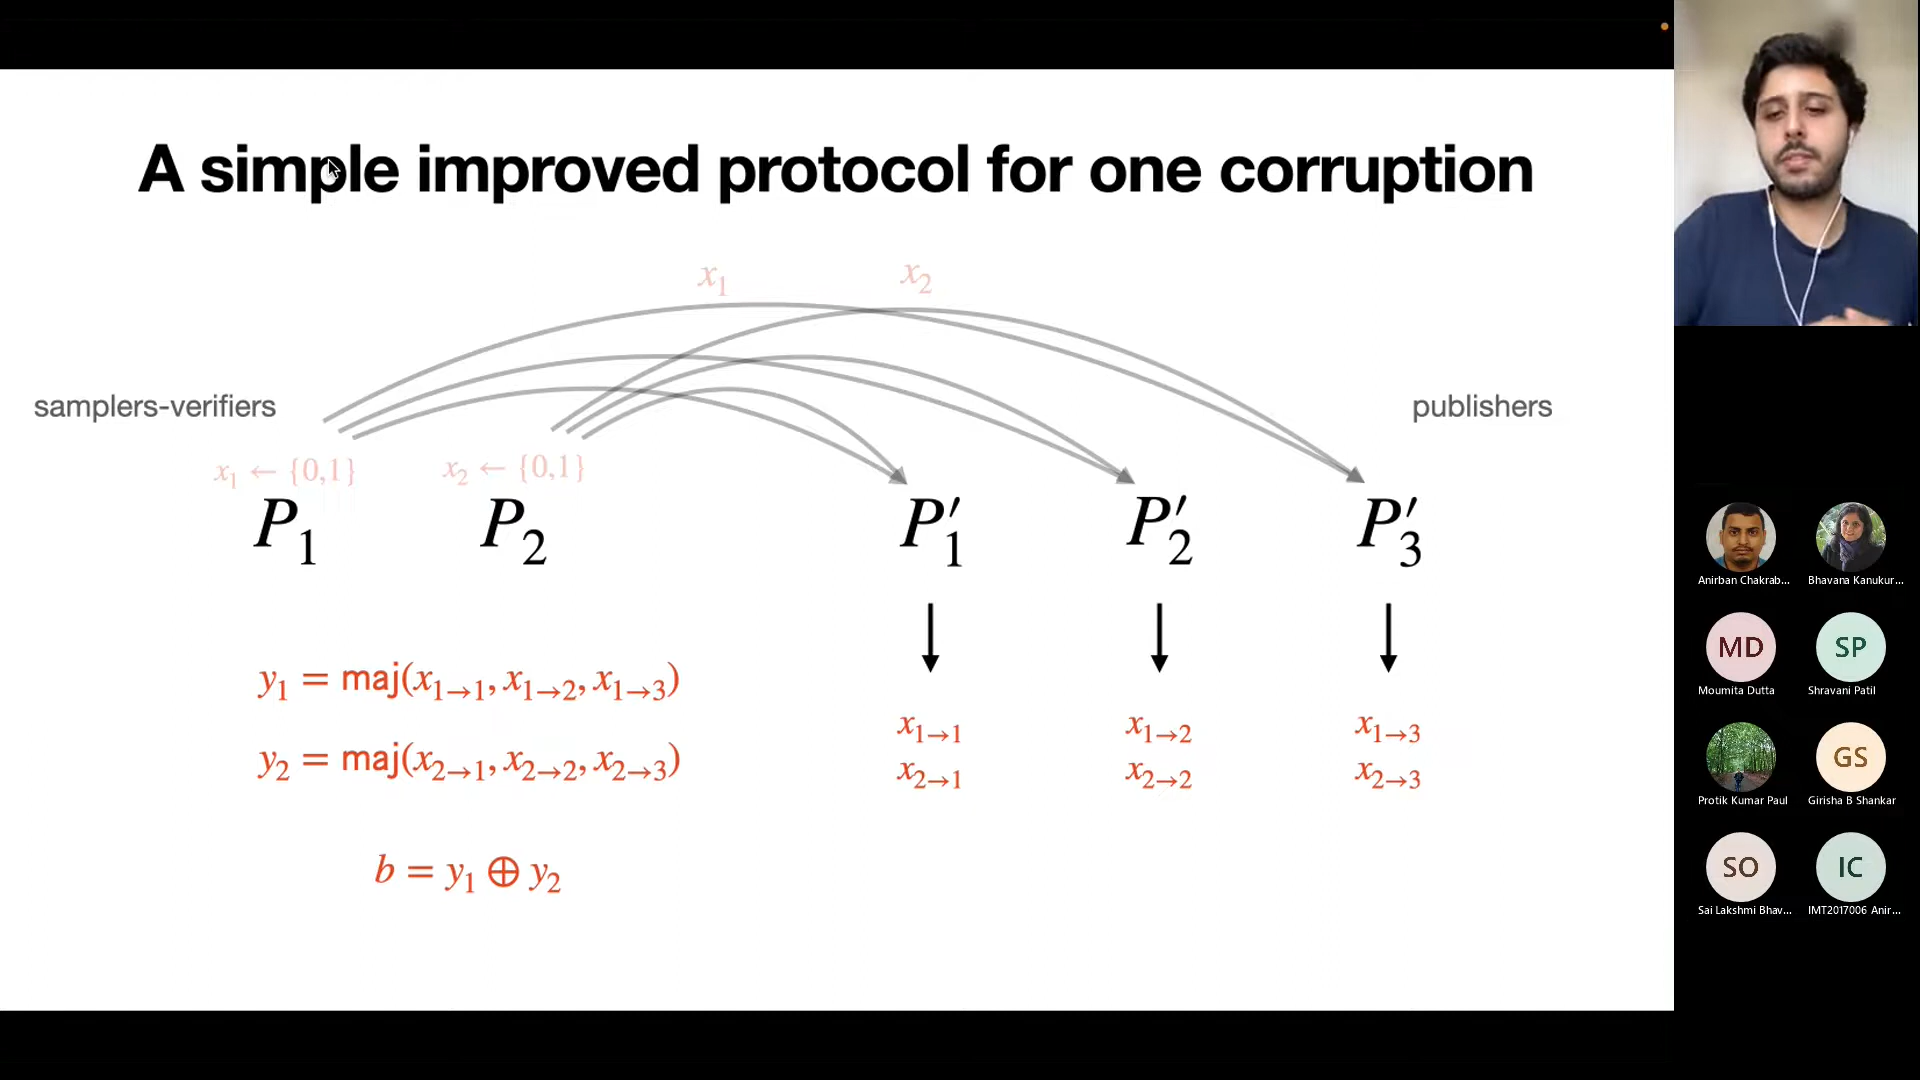 A simple improved protocol for one corruption
x₁ x₂
samplers-verifiers publishers
x₁ ← {0,1} x₂ ← {0,1}
P₁ P₂ P′₁ P′₂ P′₃
y₁ = maj(x₁→₁, x₁→₂, x₁→₃)
y₂ = maj(x₂→₁, x₂→₂, x₂→₃)
x₁→₁ x₁→₂ x₁→₃
x₂→₁ x₂→₂ x₂→₃
b = y₁ ⊕ y₂
Anirban Chakrab... Bhavana Kanukur...
MD SP
Moumita Dutta Shravani Patil
GS
Protik Kumar Paul Girisha B Shankar
SO IC
Sai Lakshmi Bhav... IMT2017006 Anir...